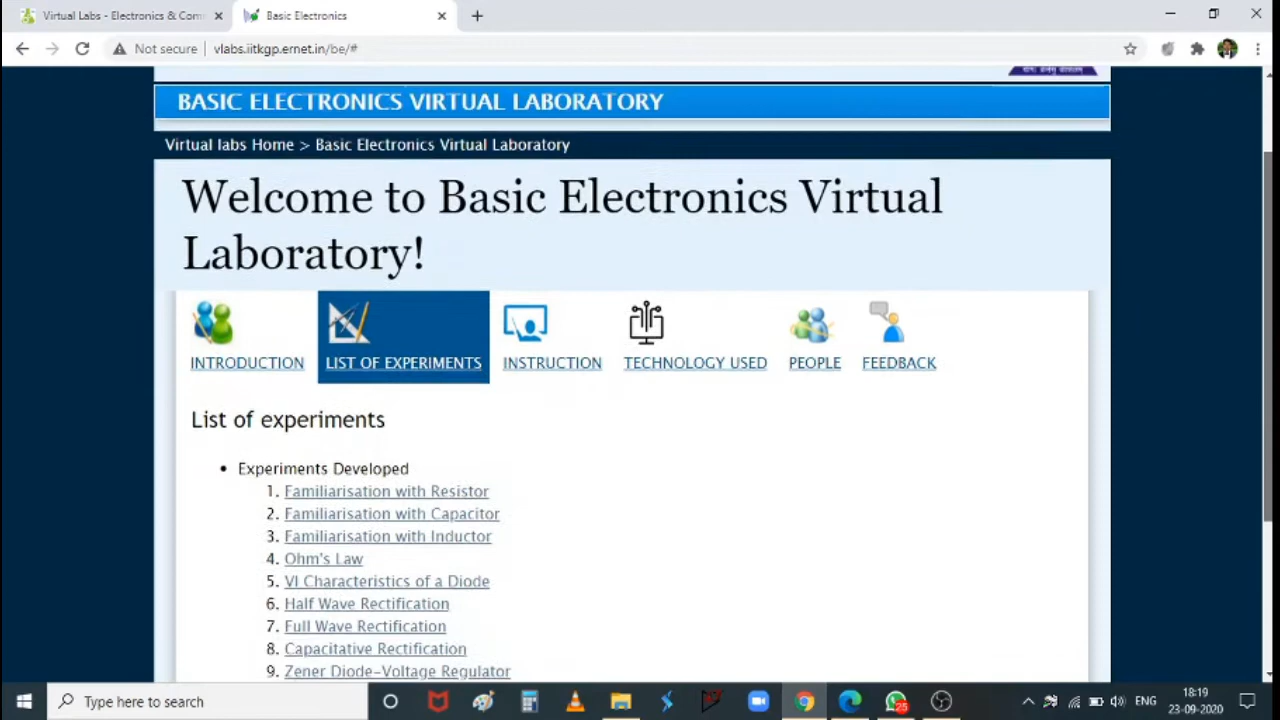 Virtual Labs - Electronics & Com
Basic Electronics
Not secure
vlabs.iitkgp.ernet.in/be/#
BASIC ELECTRONICS VIRTUAL LABORATORY
Virtual labs Home > Basic Electronics Virtual Laboratory
Welcome to Basic Electronics Virtual
Laboratory!
INTRODUCTION
LIST OF EXPERIMENTS
INSTRUCTION
TECHNOLOGY USED
PEOPLE
FEEDBACK
List of experiments
• Experiments Developed
1. Familiarisation with Resistor
2. Familiarisation with Capacitor
3. Familiarisation with Inductor
4. Ohm's Law
5. VI Characteristics of a Diode
6. Half Wave Rectification
7. Full Wave Rectification
8. Capacitative Rectification
9. Zener Diode-Voltage Regulator
Type here to search
25
ENG
18:19
23-09-2020